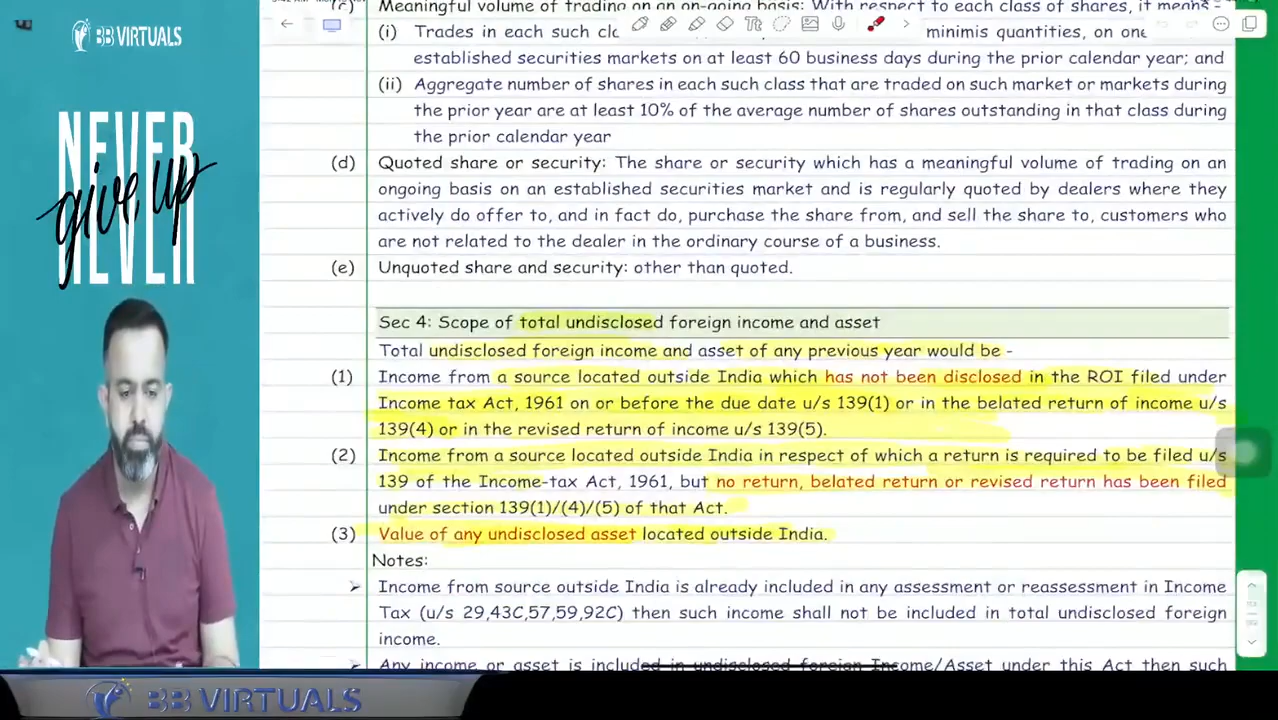 BB VIRTUALS
NEVER
give up
NEVER
(c) Meaningful volume of trading on an on-going basis: With respect to each class of shares, it means
(i) Trades in each such minimis quantities, on one
established securities markets on at least 60 business days during the prior calendar year; and
(ii) Aggregate number of shares in each such class that are traded on such market or markets during
the prior year are at least 10% of the average number of shares outstanding in that class during
the prior calendar year
(d) Quoted share or security: The share or security which has a meaningful volume of trading on an
ongoing basis on an established securities market and is regularly quoted by dealers where they
actively do offer to, and in fact do, purchase the share from, and sell the share to, customers who
are not related to the dealer in the ordinary course of a business.
(e) Unquoted share and security: other than quoted.
Sec 4: Scope of total undisclosed foreign income and asset
Total undisclosed foreign income and asset of any previous year would be -
(1) Income from a source located outside India which has not been disclosed in the ROI filed under
Income tax Act, 1961 on or before the due date u/s 139(1) or in the belated return of income u/s
139(4) or in the revised return of income u/s 139(5).
(2) Income from a source located outside India in respect of which a return is required to be filed u/s
139 of the Income-tax Act, 1961, but no return, belated return or revised return has been filed
under section 139(1)/(4)/(5) of that Act.
(3) Value of any undisclosed asset located outside India.
Notes:
➢ Income from source outside India is already included in any assessment or reassessment in Income
Tax (u/s 29,43C,57,59,92C) then such income shall not be included in total undisclosed foreign
income.
➢ Any income or asset is included in undisclosed foreign Income/Asset under this Act then such
BB VIRTUALS